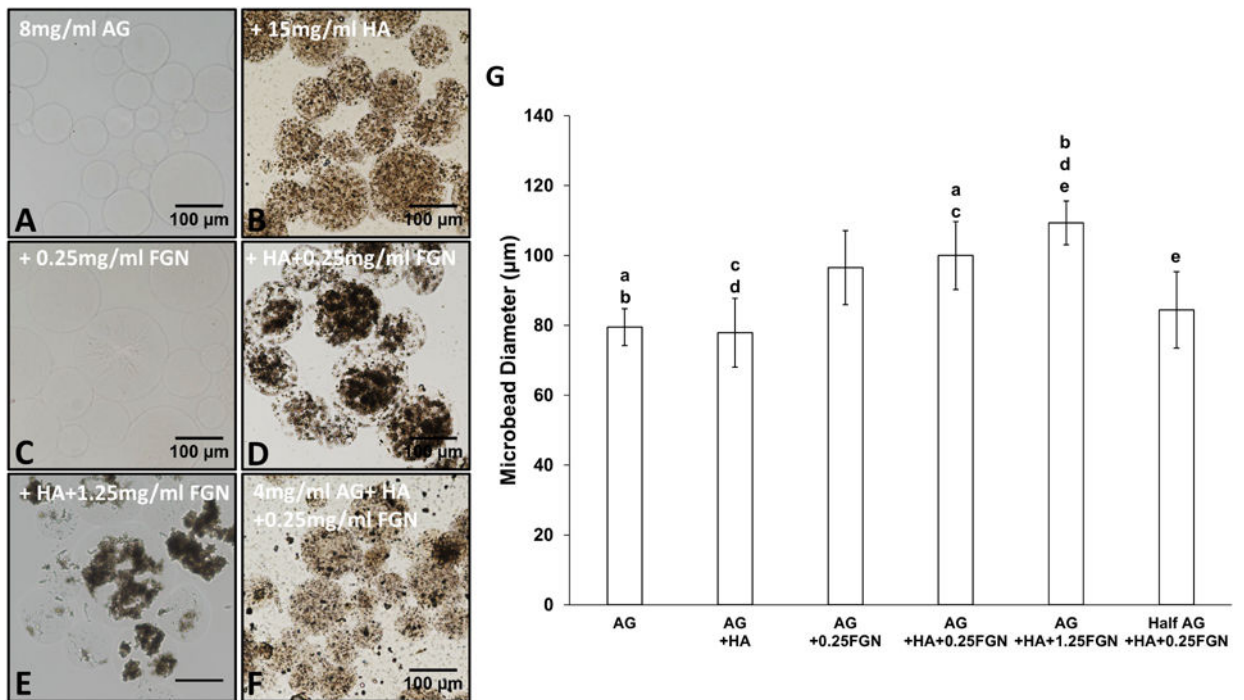 8mg/ml AG
A
100 µm
+ 15mg/ml HA
B
100 µm
+ 0.25mg/ml FGN
C
100 µm
+ HA+0.25mg/ml FGN
D
100 µm
+ HA+1.25mg/ml FGN
E
4mg/ml AG+ HA
+0.25mg/ml FGN
F
100 µm
G
Microbead Diameter (µm)
140
120
100
80
60
40
20
0
a
b
c
d
a
c
b
d
e
e
AG
AG
+HA
AG
+0.25FGN
AG
+HA+0.25FGN
AG
+HA+1.25FGN
Half AG
+HA+0.25FGN